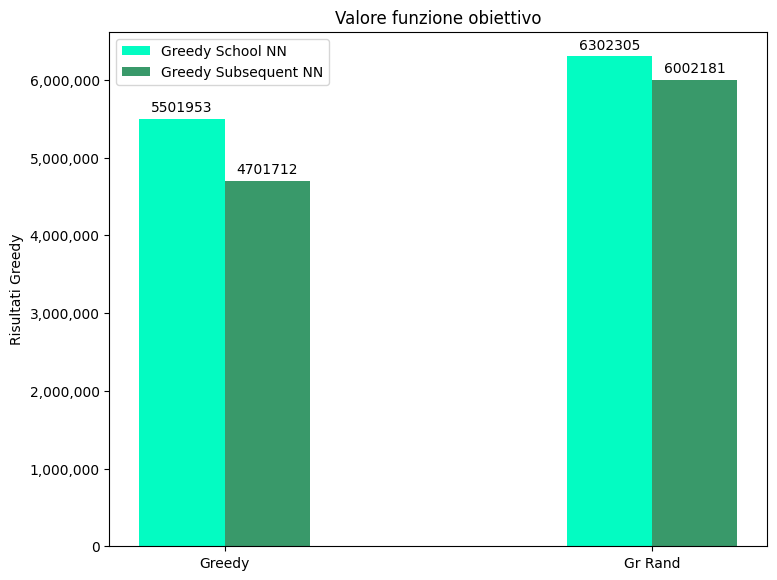 Valore funzione obiettivo
Greedy School NN
Greedy Subsequent NN
5501953
4701712
6302305
6002181
Risultati Greedy
6,000,000
5,000,000
4,000,000
3,000,000
2,000,000
1,000,000
0
Greedy
Gr Rand